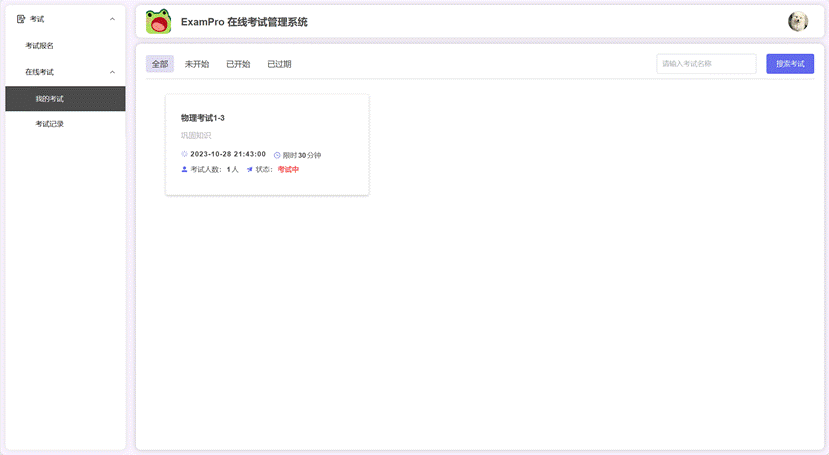 考试
考试报名
在线考试
我的考试
考试记录
ExamPro 在线考试管理系统
全部 未开始 已开始 已过期
请输入考试名称 搜索考试
物理考试1-3
巩固知识
2023-10-28 21:43:00 限时30分钟
考试人数：1人 状态：考试中